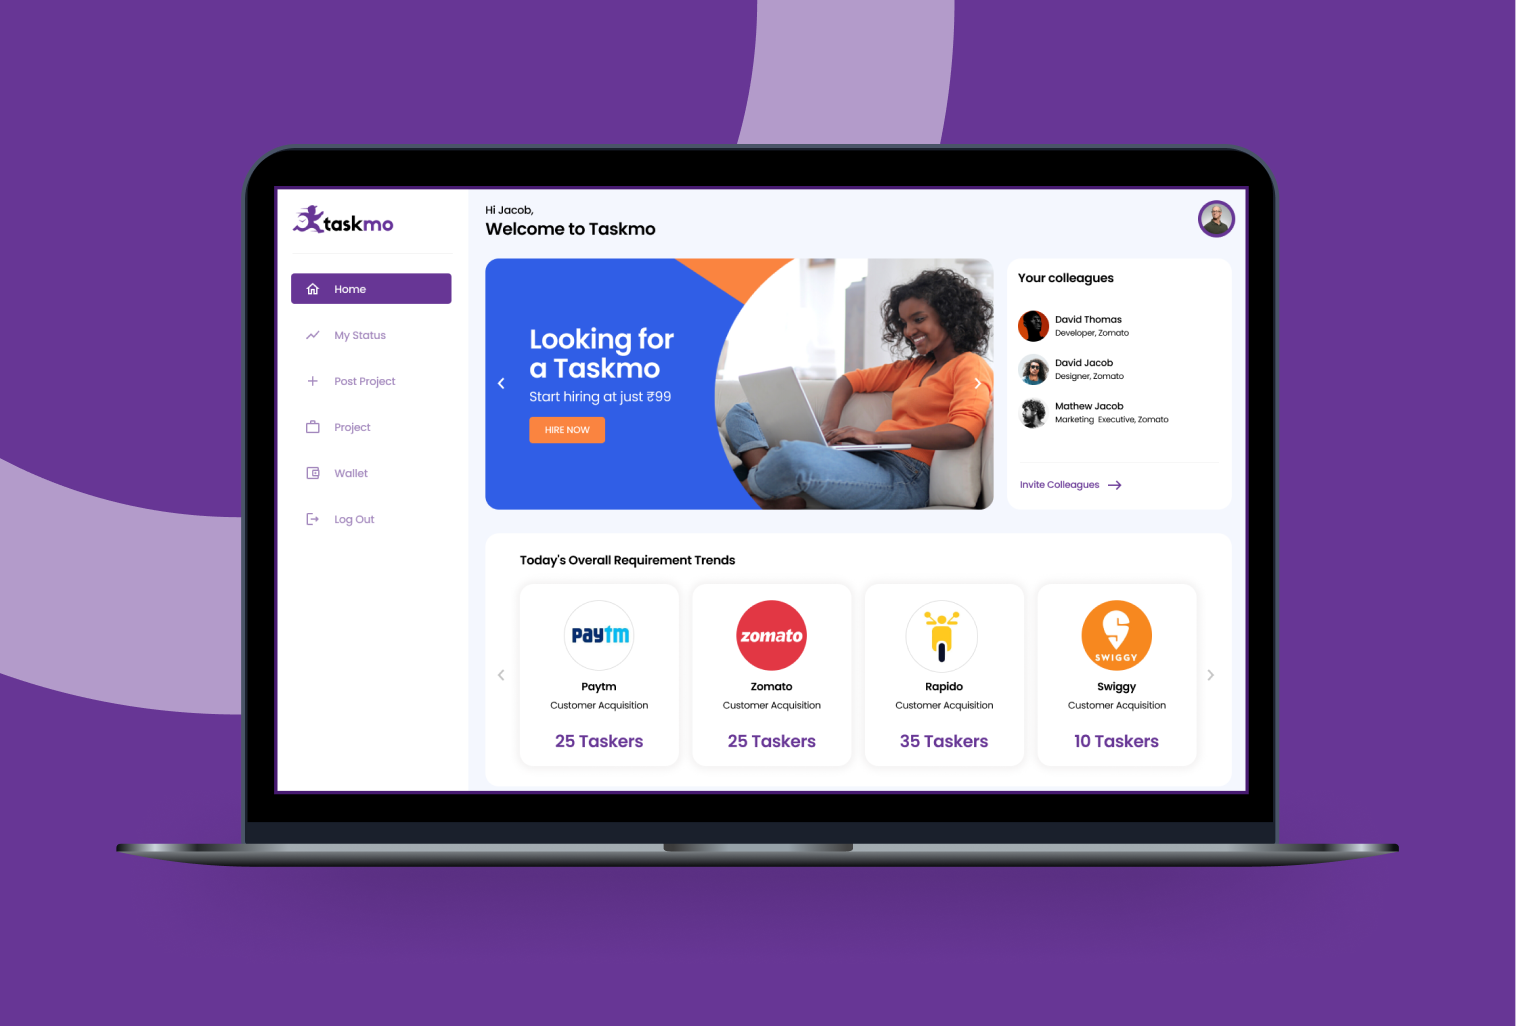 taskmo
Home
My Status
Post Project
Project
Wallet
Log Out
Hi Jacob,
Welcome to Taskmo
Looking for
a Taskmo
Start hiring at just ₹99
HIRE NOW
Your colleagues
David Thomas
Developer, Zomato
David Jacob
Designer, Zomato
Mathew Jacob
Marketing Executive, Zomato
Invite Colleagues
Today's Overall Requirement Trends
paytm
Paytm
Customer Acquisition
25 Taskers
zomato
Zomato
Customer Acquisition
25 Taskers
Rapido
Customer Acquisition
35 Taskers
SWIGGY
Swiggy
Customer Acquisition
10 Taskers